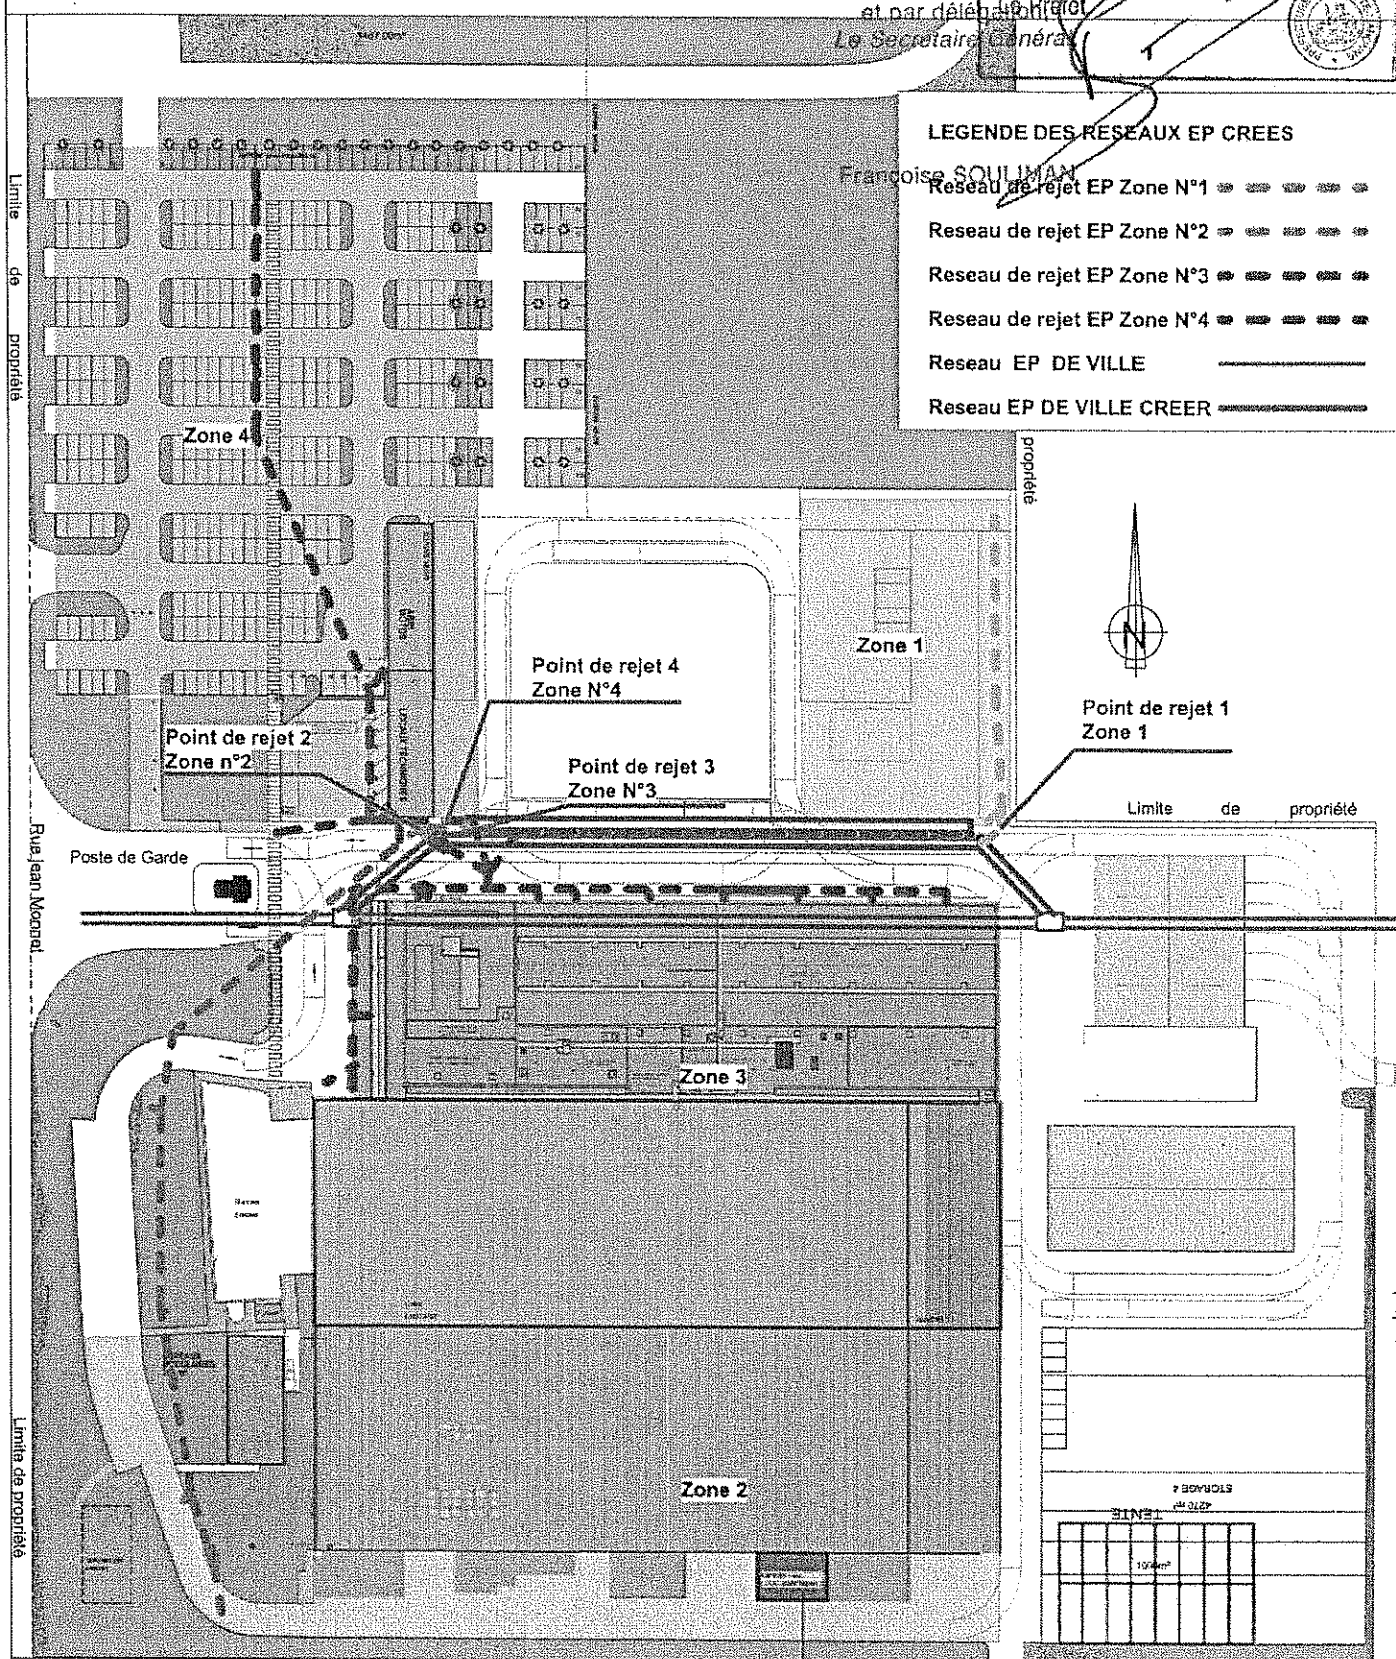 et par délégation
Le Secrétaire Général
LEGENDE DES RESEAUX EP CREES
Françoise SOULIMAN
Reseau de rejet EP Zone N°1
Reseau de rejet EP Zone N°2
Reseau de rejet EP Zone N°3
Reseau de rejet EP Zone N°4
Reseau EP DE VILLE
Reseau EP DE VILLE CREER
Limite de propriété
propriété
Zone 4
N
Zone 1
Point de rejet 4
Zone N°4
Point de rejet 1
Zone 1
Point de rejet 2
Zone n°2
Point de rejet 3
Zone N°3
Limite de propriété
Poste de Garde
Rue Jean Monnet
Zone 3
Zone 2
Limite de propriété
STORAGE 4
4270 m²
TENTE